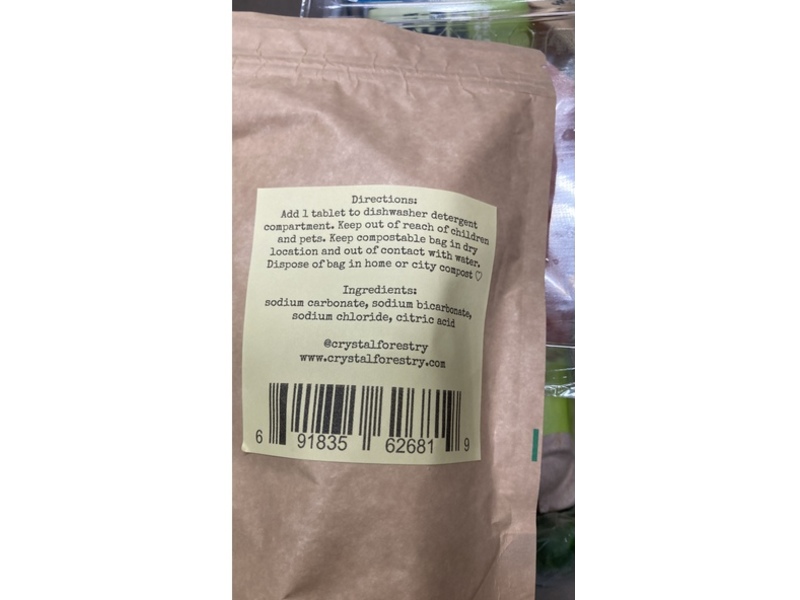 Directions:
Add 1 tablet to dishwasher detergent
compartment. Keep out of reach of children
and pets. Keep compostable bag in dry
location and out of contact with water.
Dispose of bag in home or city compost ♡
Ingredients:
sodium carbonate, sodium bicarbonate,
sodium chloride, citric acid
@crystalforestry
www.crystalforestry.com
6 91835 62681 9